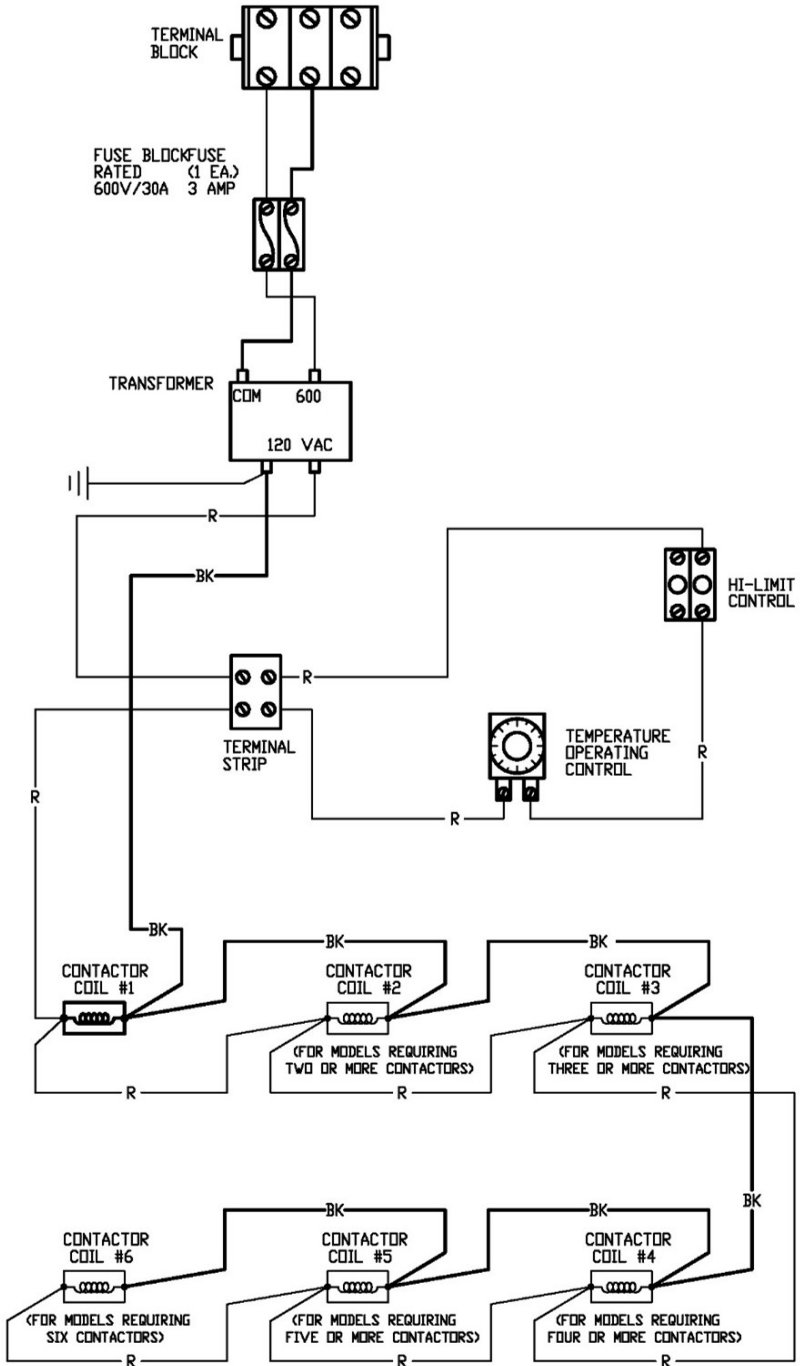 TERMINAL
BLOCK
FUSE BLOCK FUSE
RATED (1 EA.)
600V/30A 3 AMP
TRANSFORMER
COM 600
120 VAC
R
BK
HI-LIMIT
CONTROL
R
TERMINAL
STRIP
TEMPERATURE
OPERATING
CONTROL
R
R
R
BK
BK
BK
CONTACTOR
COIL #1
CONTACTOR
COIL #2
CONTACTOR
COIL #3
(FOR MODELS REQUIRING
TWO OR MORE CONTACTORS)
(FOR MODELS REQUIRING
THREE OR MORE CONTACTORS)
R
R
R
BK
BK
BK
CONTACTOR
COIL #6
CONTACTOR
COIL #5
CONTACTOR
COIL #4
(FOR MODELS REQUIRING
SIX CONTACTORS)
(FOR MODELS REQUIRING
FIVE OR MORE CONTACTORS)
(FOR MODELS REQUIRING
FOUR OR MORE CONTACTORS)
R
R
R